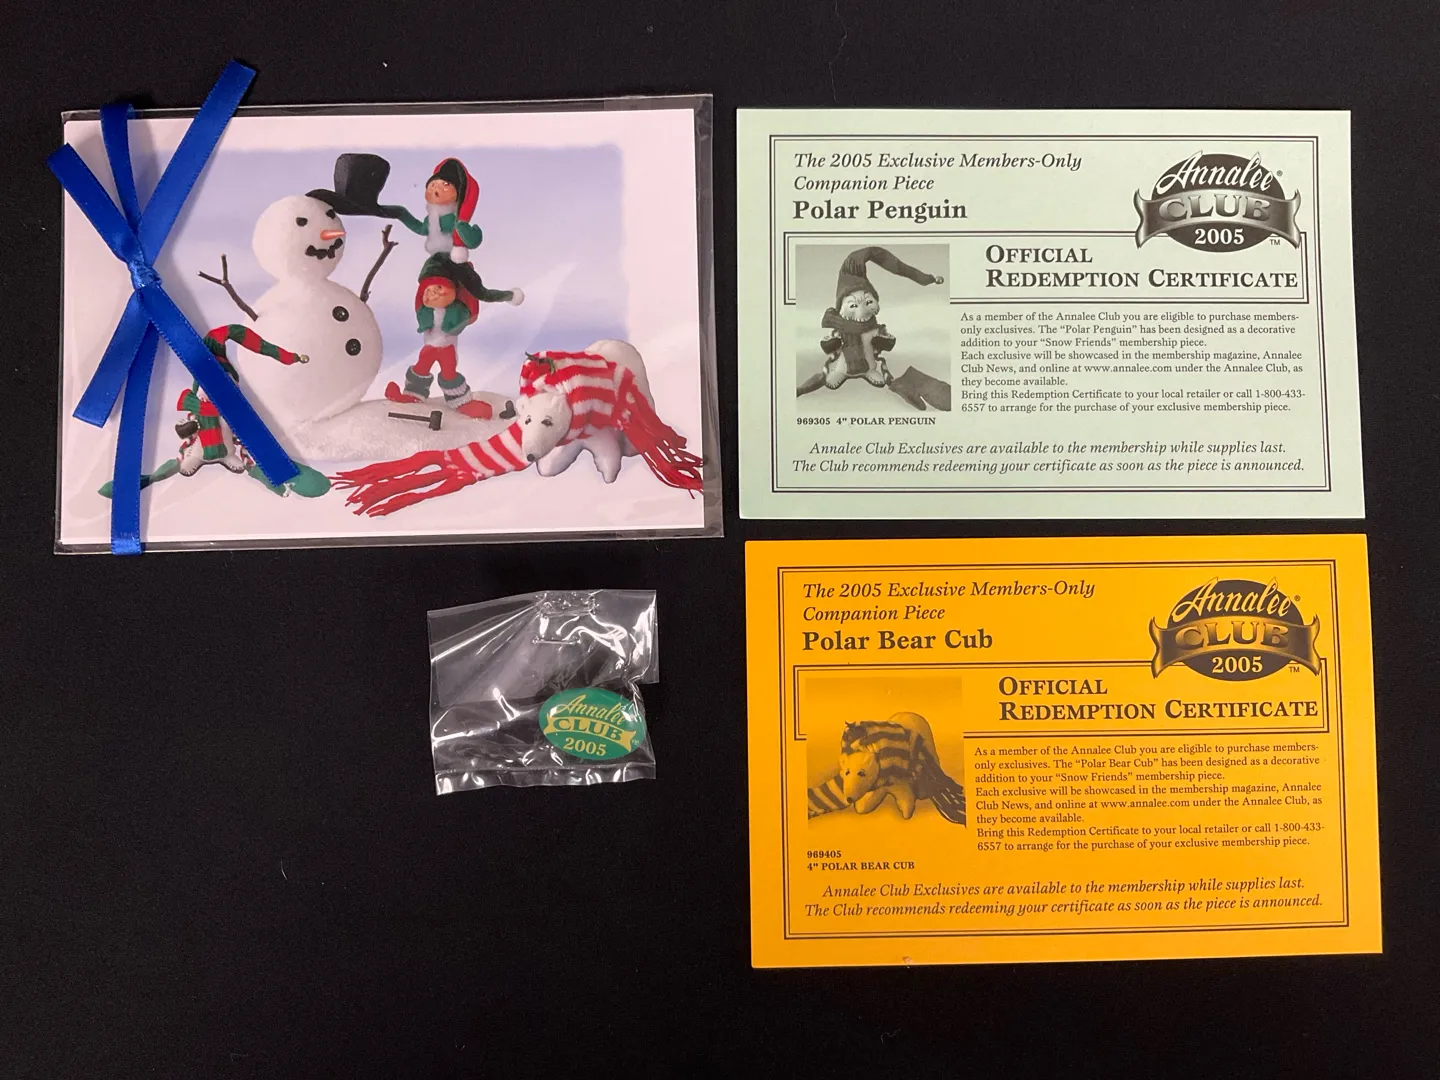 The 2005 Exclusive Members-Only
Companion Piece
Polar Penguin
Annalee®
CLUB
2005
TM
OFFICIAL
REDEMPTION CERTIFICATE
As a member of the Annalee Club you are eligible to purchase members-
only exclusives. The “Polar Penguin” has been designed as a decorative
addition to your “Snow Friends” membership piece.
Each exclusive will be showcased in the membership magazine, Annalee
Club News, and online at www.annalee.com under the Annalee Club, as
they become available.
Bring this Redemption Certificate to your local retailer or call 1-800-433-
6557 to arrange for the purchase of your exclusive membership piece.
969305 4" POLAR PENGUIN
Annalee Club Exclusives are available to the membership while supplies last.
The Club recommends redeeming your certificate as soon as the piece is announced.
Annalee
CLUB
2005
TM
The 2005 Exclusive Members-Only
Companion Piece
Polar Bear Cub
Annalee®
CLUB
2005
TM
OFFICIAL
REDEMPTION CERTIFICATE
As a member of the Annalee Club you are eligible to purchase members-
only exclusives. The “Polar Bear Cub” has been designed as a decorative
addition to your “Snow Friends” membership piece.
Each exclusive will be showcased in the membership magazine, Annalee
Club News, and online at www.annalee.com under the Annalee Club, as
they become available.
Bring this Redemption Certificate to your local retailer or call 1-800-433-
6557 to arrange for the purchase of your exclusive membership piece.
969405
4" POLAR BEAR CUB
Annalee Club Exclusives are available to the membership while supplies last.
The Club recommends redeeming your certificate as soon as the piece is announced.